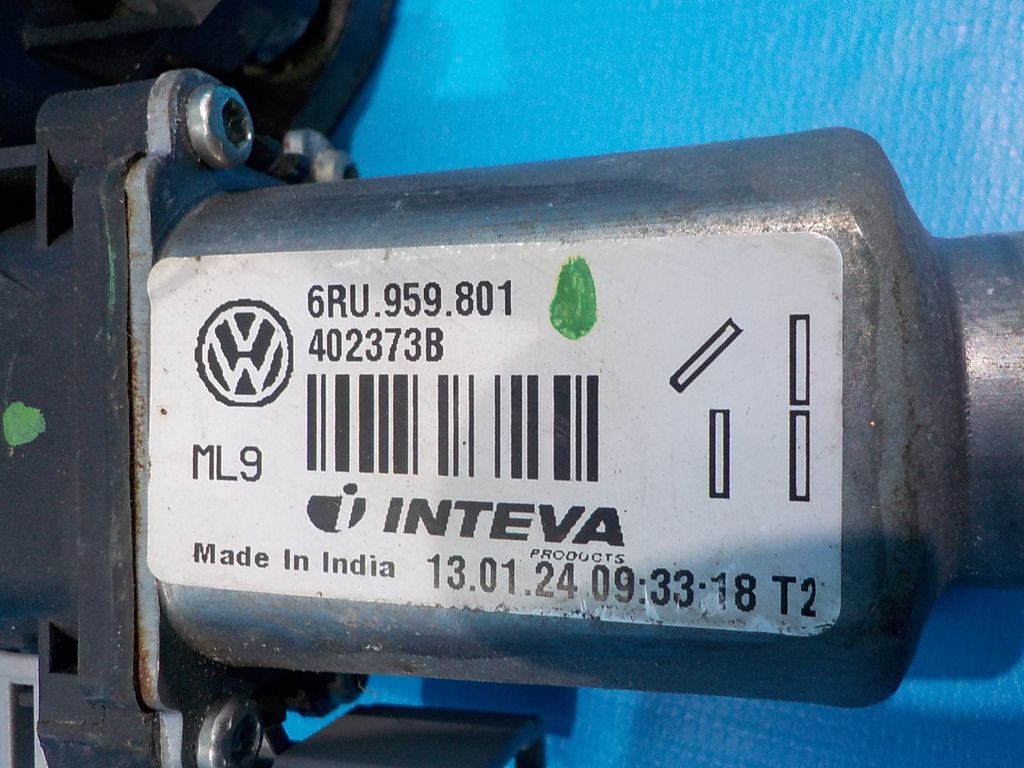 6RU.959.801
402373B
ML9
INTEVA
PRODUCTS
Made In India 13.01.24 09:33:18 T2